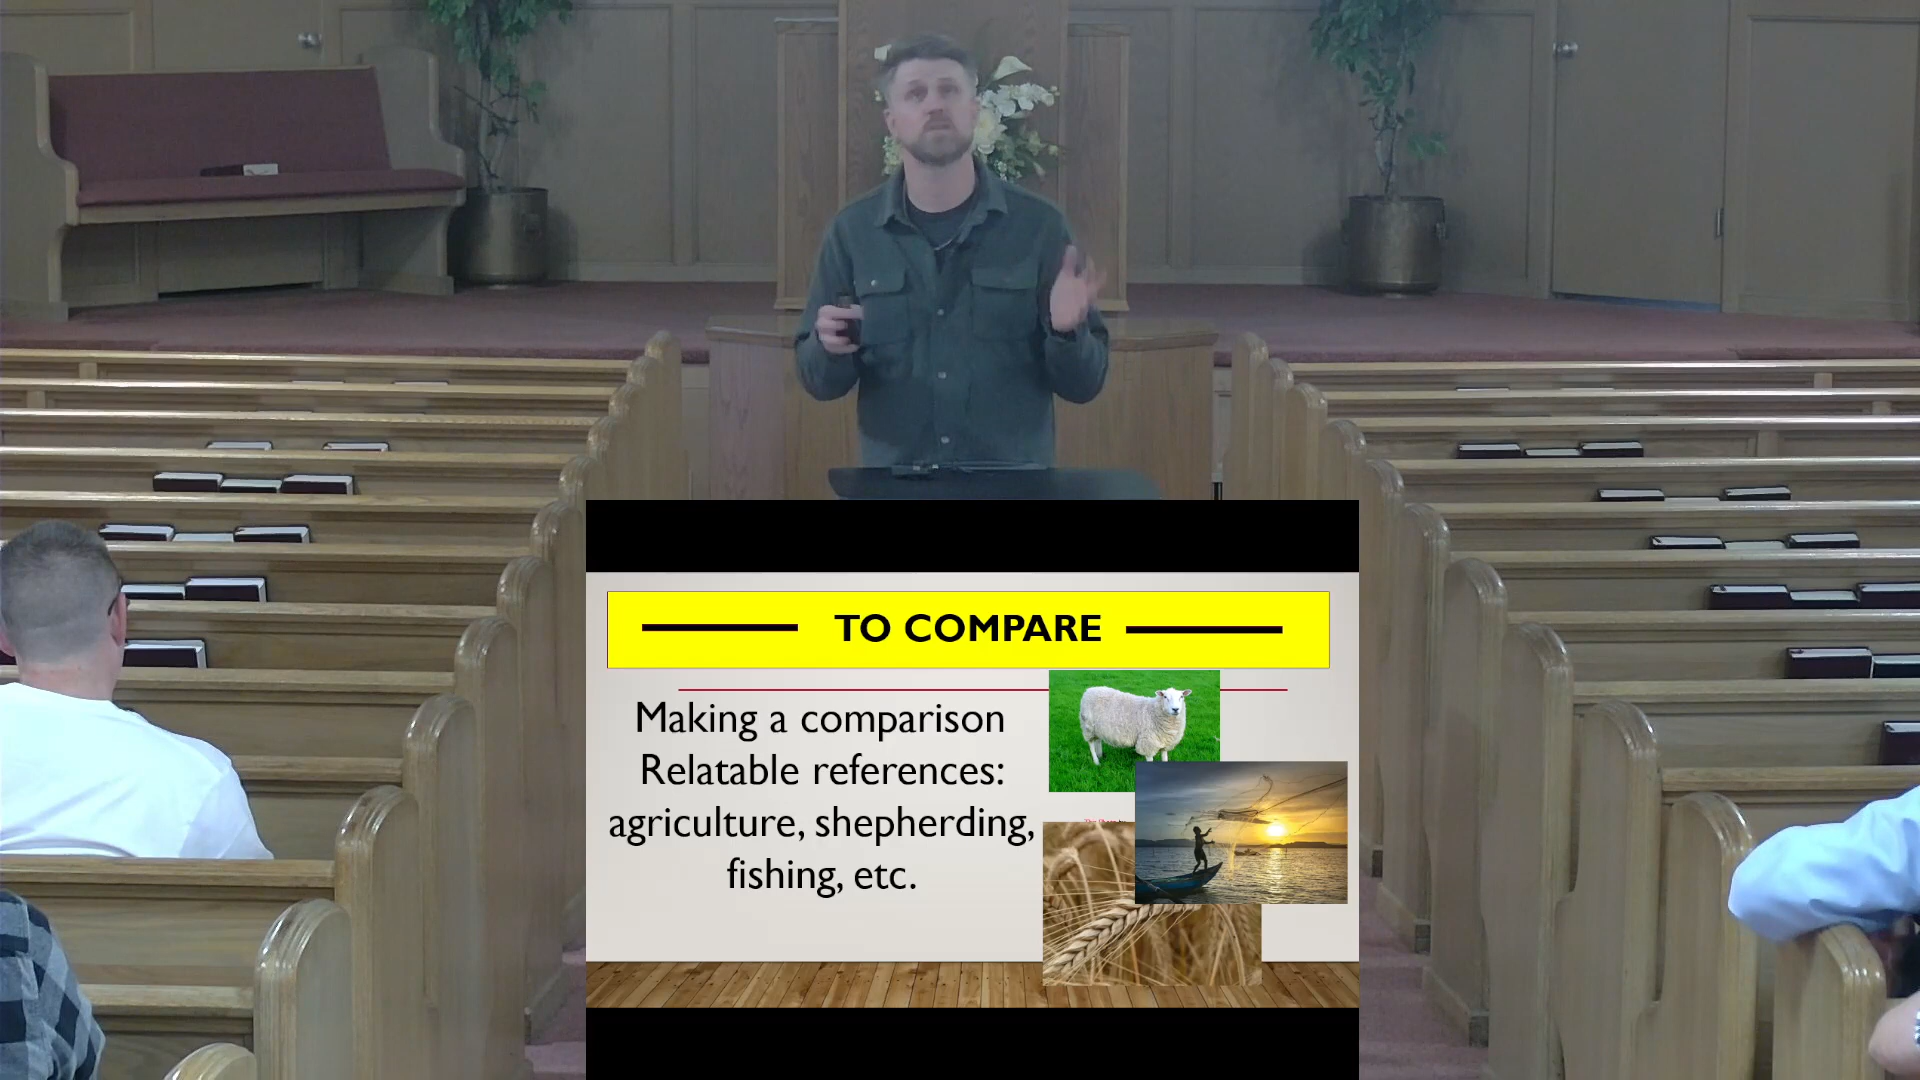 TO COMPARE
Making a comparison
Relatable references:
agriculture, shepherding,
fishing, etc.